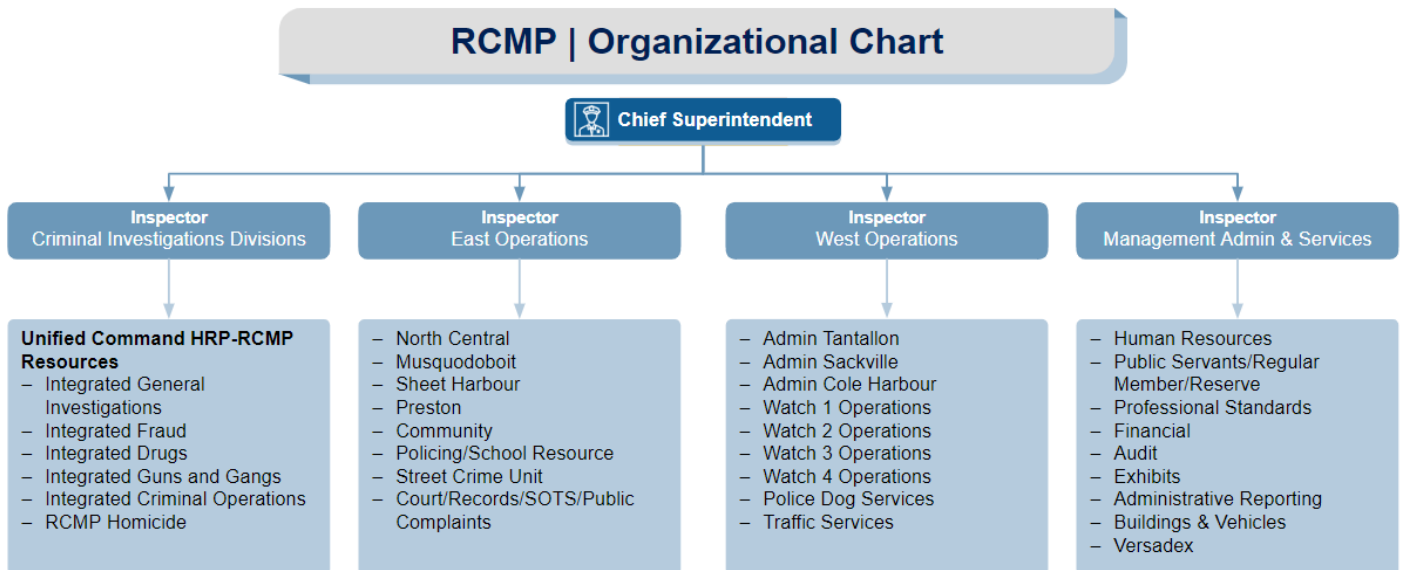 RCMP | Organizational Chart
Chief Superintendent
Inspector
Criminal Investigations Divisions
Unified Command HRP-RCMP
Resources
– Integrated General
Investigations
– Integrated Fraud
– Integrated Drugs
– Integrated Guns and Gangs
– Integrated Criminal Operations
– RCMP Homicide
Inspector
East Operations
– North Central
– Musquodoboit
– Sheet Harbour
– Preston
– Community
– Policing/School Resource
– Street Crime Unit
– Court/Records/SOTS/Public
Complaints
Inspector
West Operations
– Admin Tantallon
– Admin Sackville
– Admin Cole Harbour
– Watch 1 Operations
– Watch 2 Operations
– Watch 3 Operations
– Watch 4 Operations
– Police Dog Services
– Traffic Services
Inspector
Management Admin & Services
– Human Resources
– Public Servants/Regular
Member/Reserve
– Professional Standards
– Financial
– Audit
– Exhibits
– Administrative Reporting
– Buildings & Vehicles
– Versadex